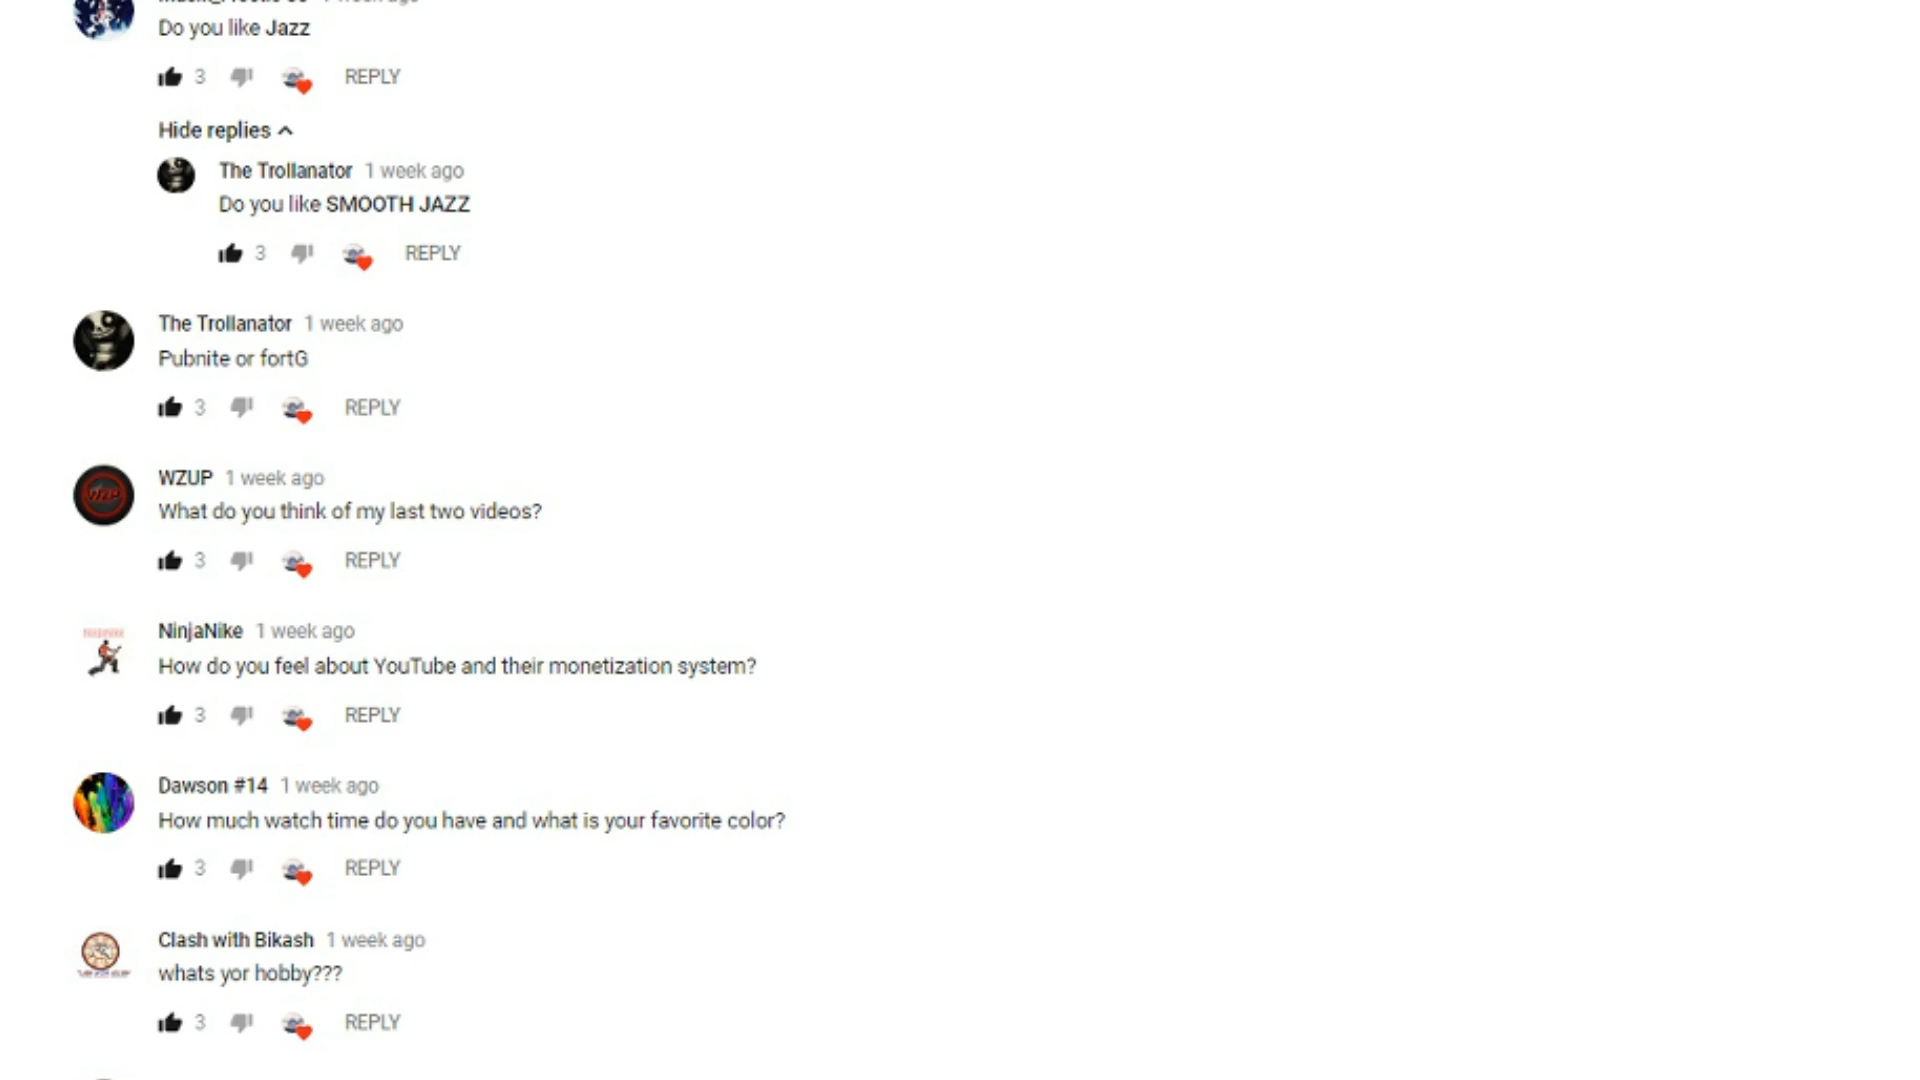 Do you like Jazz
3 REPLY
Hide replies
The Trollanator 1 week ago
Do you like SMOOTH JAZZ
3 REPLY
The Trollanator 1 week ago
Pubnite or fortG
3 REPLY
WZUP 1 week ago
What do you think of my last two videos?
3 REPLY
NinjaNike 1 week ago
How do you feel about YouTube and their monetization system?
3 REPLY
Dawson #14 1 week ago
How much watch time do you have and what is your favorite color?
3 REPLY
Clash with Bikash 1 week ago
whats yor hobby???
3 REPLY